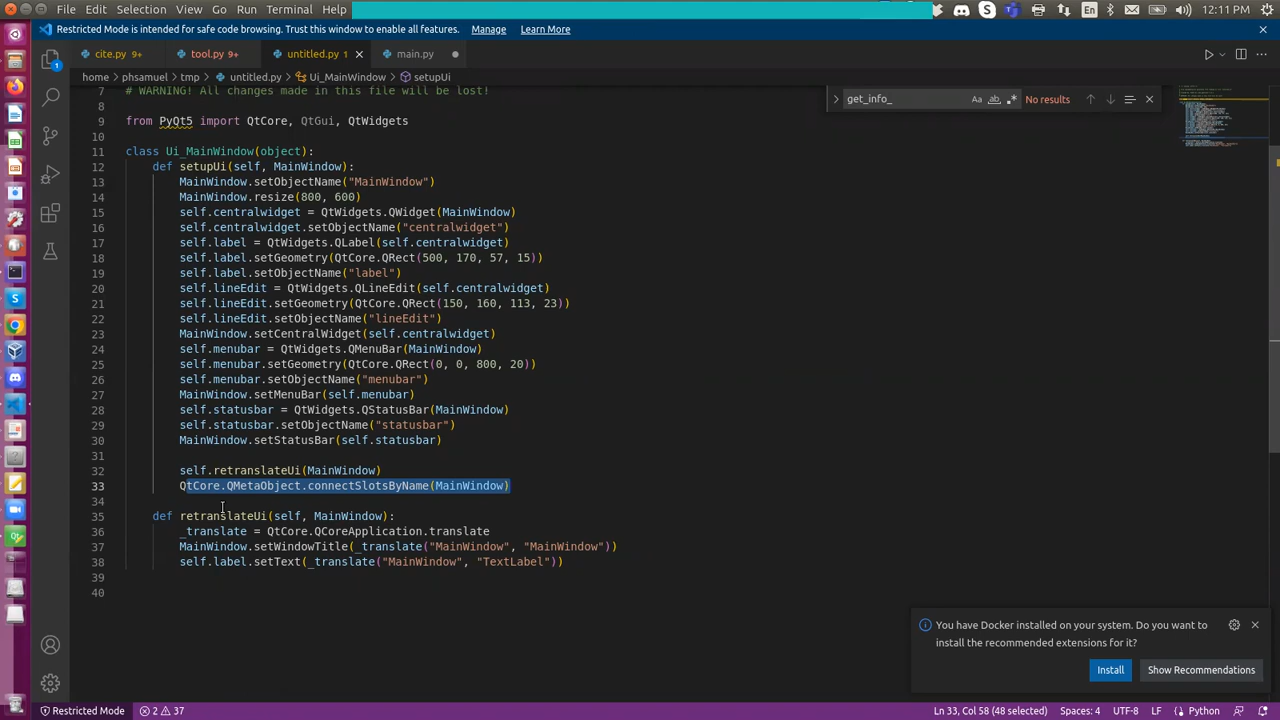 File Edit View Go Run Terminal Help
En
12:11 PM
Restricted Mode is intended for safe code browsing. Trust this window to enable all features. Manage Learn More
cite.py 9+ tool.py 9+ untitled.py 1 main.py
home > phsamuel > tmp > untitled.py > Ui_MainWindow > setupUi
get_info_ Aa ab No results
7 # WARNING! All changes made in this file will be lost!
8
9 from PyQt5 import QtCore, QtGui, QtWidgets
10
11 class Ui_MainWindow(object):
12 def setupUi(self, MainWindow):
13 MainWindow.setObjectName("MainWindow")
14 MainWindow.resize(800, 600)
15 self.centralwidget = QtWidgets.QWidget(MainWindow)
16 self.centralwidget.setObjectName("centralwidget")
17 self.label = QtWidgets.QLabel(self.centralwidget)
18 self.label.setGeometry(QtCore.QRect(500, 170, 57, 15))
19 self.label.setObjectName("label")
20 self.lineEdit = QtWidgets.QLineEdit(self.centralwidget)
21 self.lineEdit.setGeometry(QtCore.QRect(150, 160, 113, 23))
22 self.lineEdit.setObjectName("lineEdit")
23 MainWindow.setCentralWidget(self.centralwidget)
24 self.menubar = QtWidgets.QMenuBar(MainWindow)
25 self.menubar.setGeometry(QtCore.QRect(0, 0, 800, 20))
26 self.menubar.setObjectName("menubar")
27 MainWindow.setMenuBar(self.menubar)
28 self.statusbar = QtWidgets.QStatusBar(MainWindow)
29 self.statusbar.setObjectName("statusbar")
30 MainWindow.setStatusBar(self.statusbar)
31
32 self.retranslateUi(MainWindow)
33 QtCore.QMetaObject.connectSlotsByName(MainWindow)
34
35 def retranslateUi(self, MainWindow):
36 _translate = QtCore.QCoreApplication.translate
37 MainWindow.setWindowTitle(_translate("MainWindow", "MainWindow"))
38 self.label.setText(_translate("MainWindow", "TextLabel"))
39
40
You have Docker installed on your system. Do you want to
install the recommended extensions for it?
Install Show Recommendations
Restricted Mode 2 37 Ln 33, Col 58 (48 selected) Spaces: 4 UTF-8 LF Python